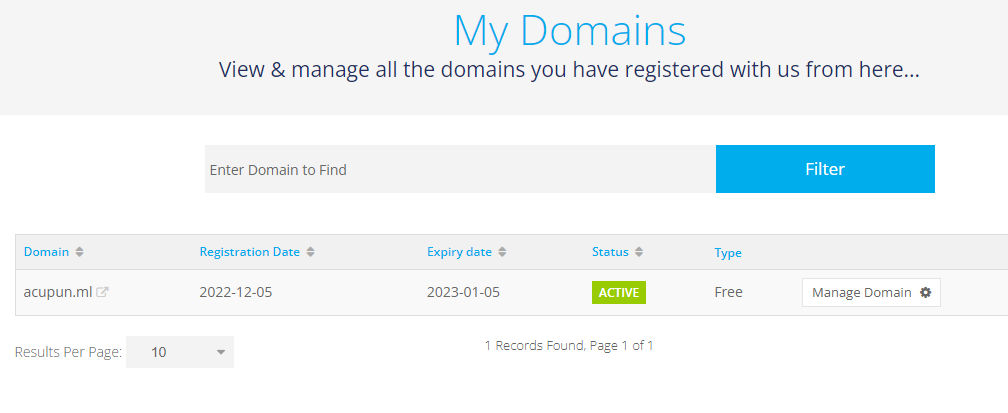 My Domains
View & manage all the domains you have registered with us from here...
Enter Domain to Find
Filter
Domain Registration Date Expiry date Status Type
acupun.ml 2022-12-05 2023-01-05 ACTIVE Free Manage Domain
Results Per Page: 10
1 Records Found, Page 1 of 1